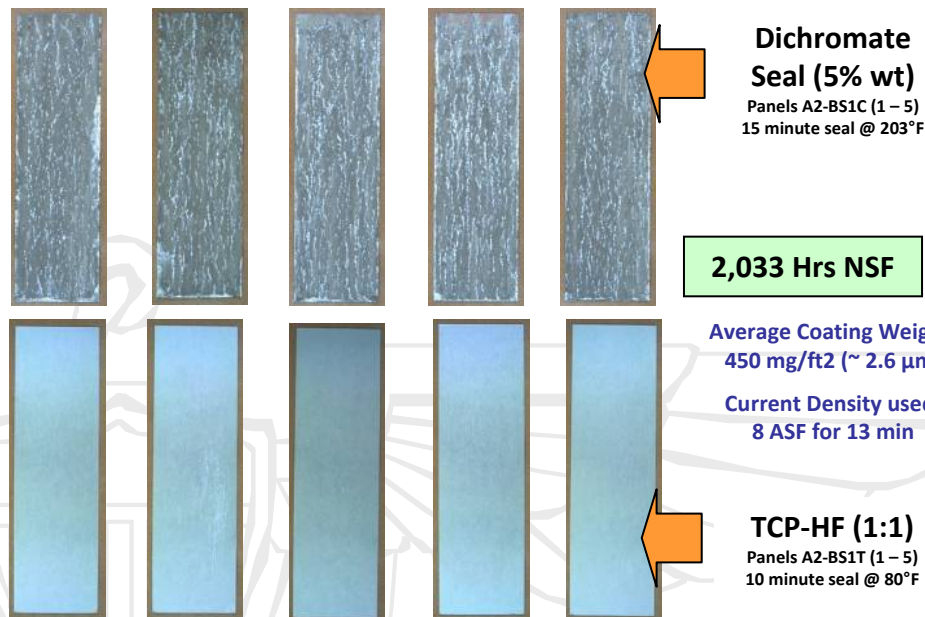 Dichromate
Seal (5% wt)
Panels A2-BS1C (1 – 5)
15 minute seal @ 203°F
2,033 Hrs NSF
Average Coating Weig
450 mg/ft2 (~ 2.6 µm
Current Density used
8 ASF for 13 min
TCP-HF (1:1)
Panels A2-BS1T (1 – 5)
10 minute seal @ 80°F